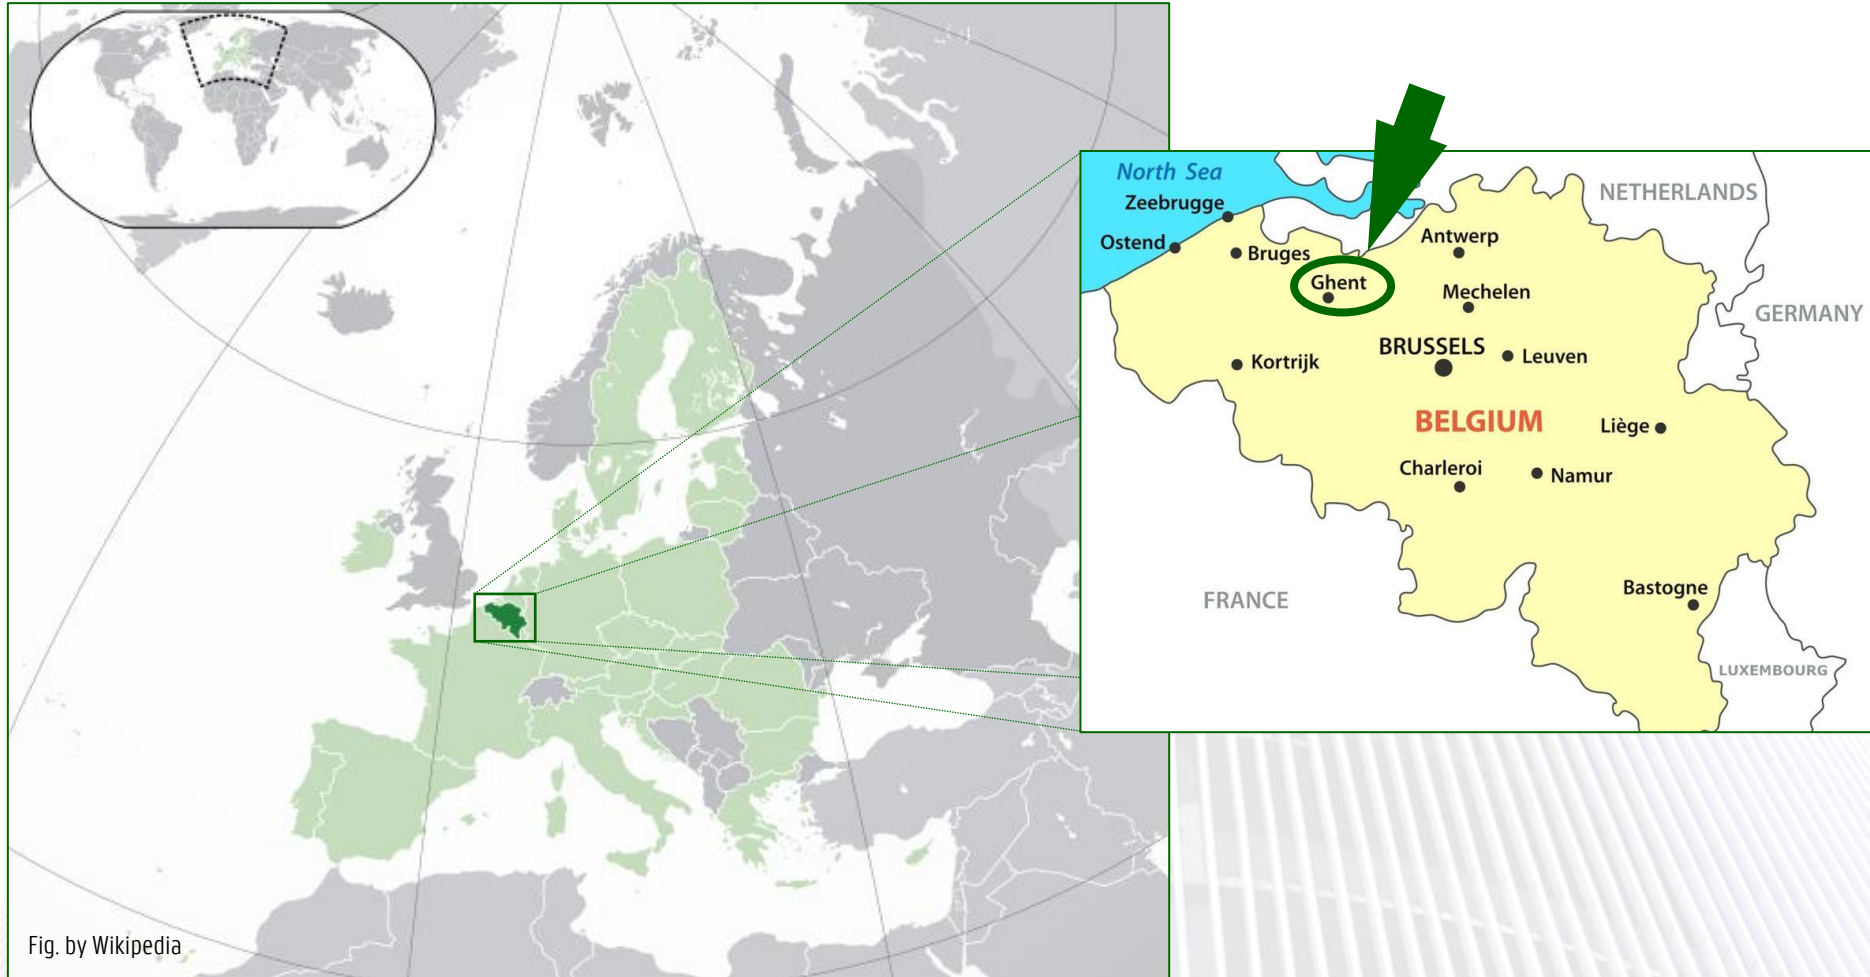 North Sea
NETHERLANDS
Zeebrugge
Antwerp
Ostend
Bruges
Ghent
Mechelen
GERMANY
BRUSSELS
Leuven
Kortrijk
BELGIUM
Liège
Charleroi
Namur
Bastogne
FRANCE
LUXEMBOURG
Fig. by Wikipedia